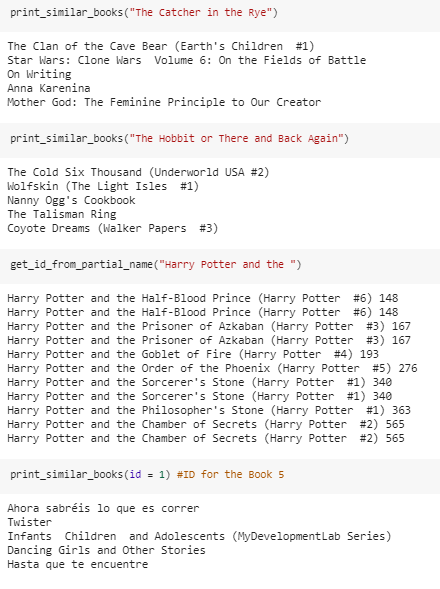 print_similar_books("The Catcher in the Rye")
The Clan of the Cave Bear (Earth's Children  #1)
Star Wars: Clone Wars  Volume 6: On the Fields of Battle
On Writing
Anna Karenina
Mother God: The Feminine Principle to Our Creator
print_similar_books("The Hobbit or There and Back Again")
The Cold Six Thousand (Underworld USA #2)
Wolfskin (The Light Isles  #1)
Nanny Ogg's Cookbook
The Talisman Ring
Coyote Dreams (Walker Papers  #3)
get_id_from_partial_name("Harry Potter and the ")
Harry Potter and the Half-Blood Prince (Harry Potter  #6) 148
Harry Potter and the Half-Blood Prince (Harry Potter  #6) 148
Harry Potter and the Prisoner of Azkaban (Harry Potter  #3) 167
Harry Potter and the Prisoner of Azkaban (Harry Potter  #3) 167
Harry Potter and the Goblet of Fire (Harry Potter  #4) 193
Harry Potter and the Order of the Phoenix (Harry Potter  #5) 276
Harry Potter and the Sorcerer's Stone (Harry Potter  #1) 340
Harry Potter and the Sorcerer's Stone (Harry Potter  #1) 340
Harry Potter and the Philosopher's Stone (Harry Potter  #1) 363
Harry Potter and the Chamber of Secrets (Harry Potter  #2) 565
Harry Potter and the Chamber of Secrets (Harry Potter  #2) 565
print_similar_books(id = 1) #ID for the Book 5
Ahora sabréis lo que es correr
Twister
Infants  Children  and Adolescents (MyDevelopmentLab Series)
Dancing Girls and Other Stories
Hasta que te encuentre